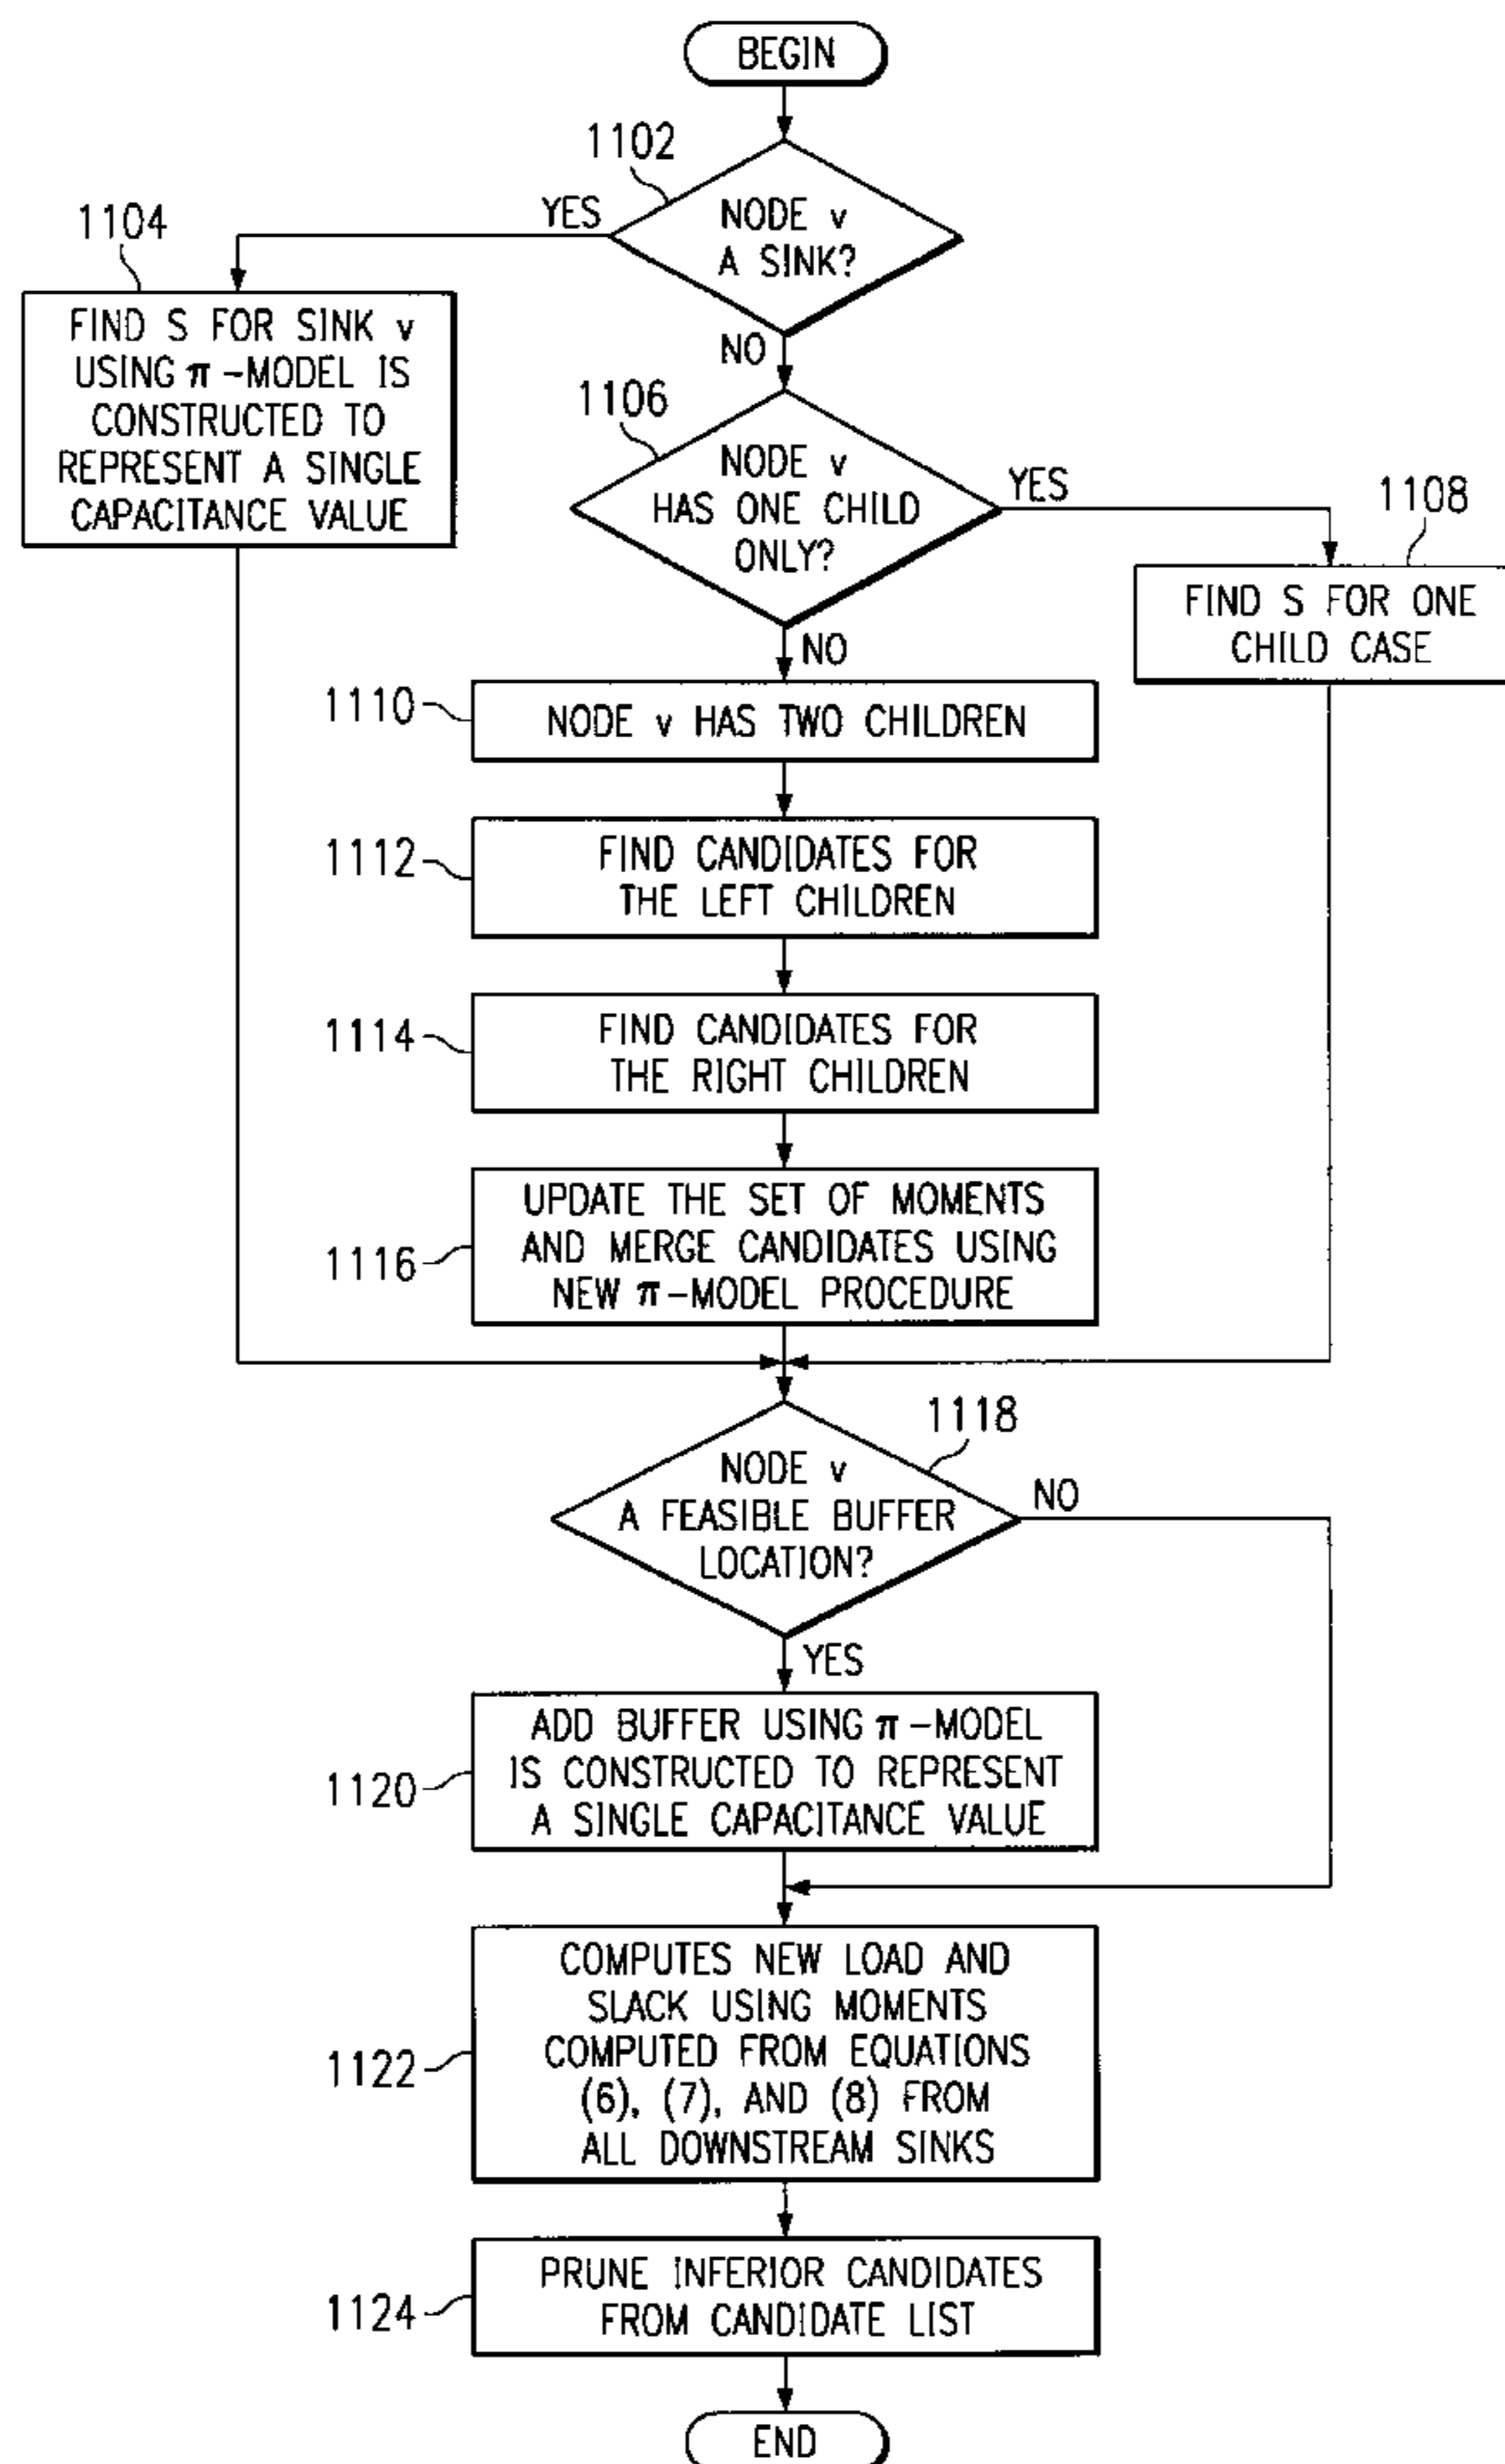 BEGIN
1102
NODE v
A SINK?
YES
NO
1104
FIND S FOR SINK v
USING π-MODEL IS
CONSTRUCTED TO
REPRESENT A SINGLE
CAPACITANCE VALUE
1106
NODE v
HAS ONE CHILD
ONLY?
YES
NO
1108
FIND S FOR ONE
CHILD CASE
1110
NODE v HAS TWO CHILDREN
1112
FIND CANDIDATES FOR
THE LEFT CHILDREN
1114
FIND CANDIDATES FOR
THE RIGHT CHILDREN
1116
UPDATE THE SET OF MOMENTS
AND MERGE CANDIDATES USING
NEW π-MODEL PROCEDURE
1118
NODE v
A FEASIBLE BUFFER
LOCATION?
NO
YES
1120
ADD BUFFER USING π-MODEL
IS CONSTRUCTED TO REPRESENT
A SINGLE CAPACITANCE VALUE
1122
COMPUTES NEW LOAD AND
SLACK USING MOMENTS
COMPUTED FROM EQUATIONS
(6), (7), AND (8) FROM
ALL DOWNSTREAM SINKS
1124
PRUNE INFERIOR CANDIDATES
FROM CANDIDATE LIST
END